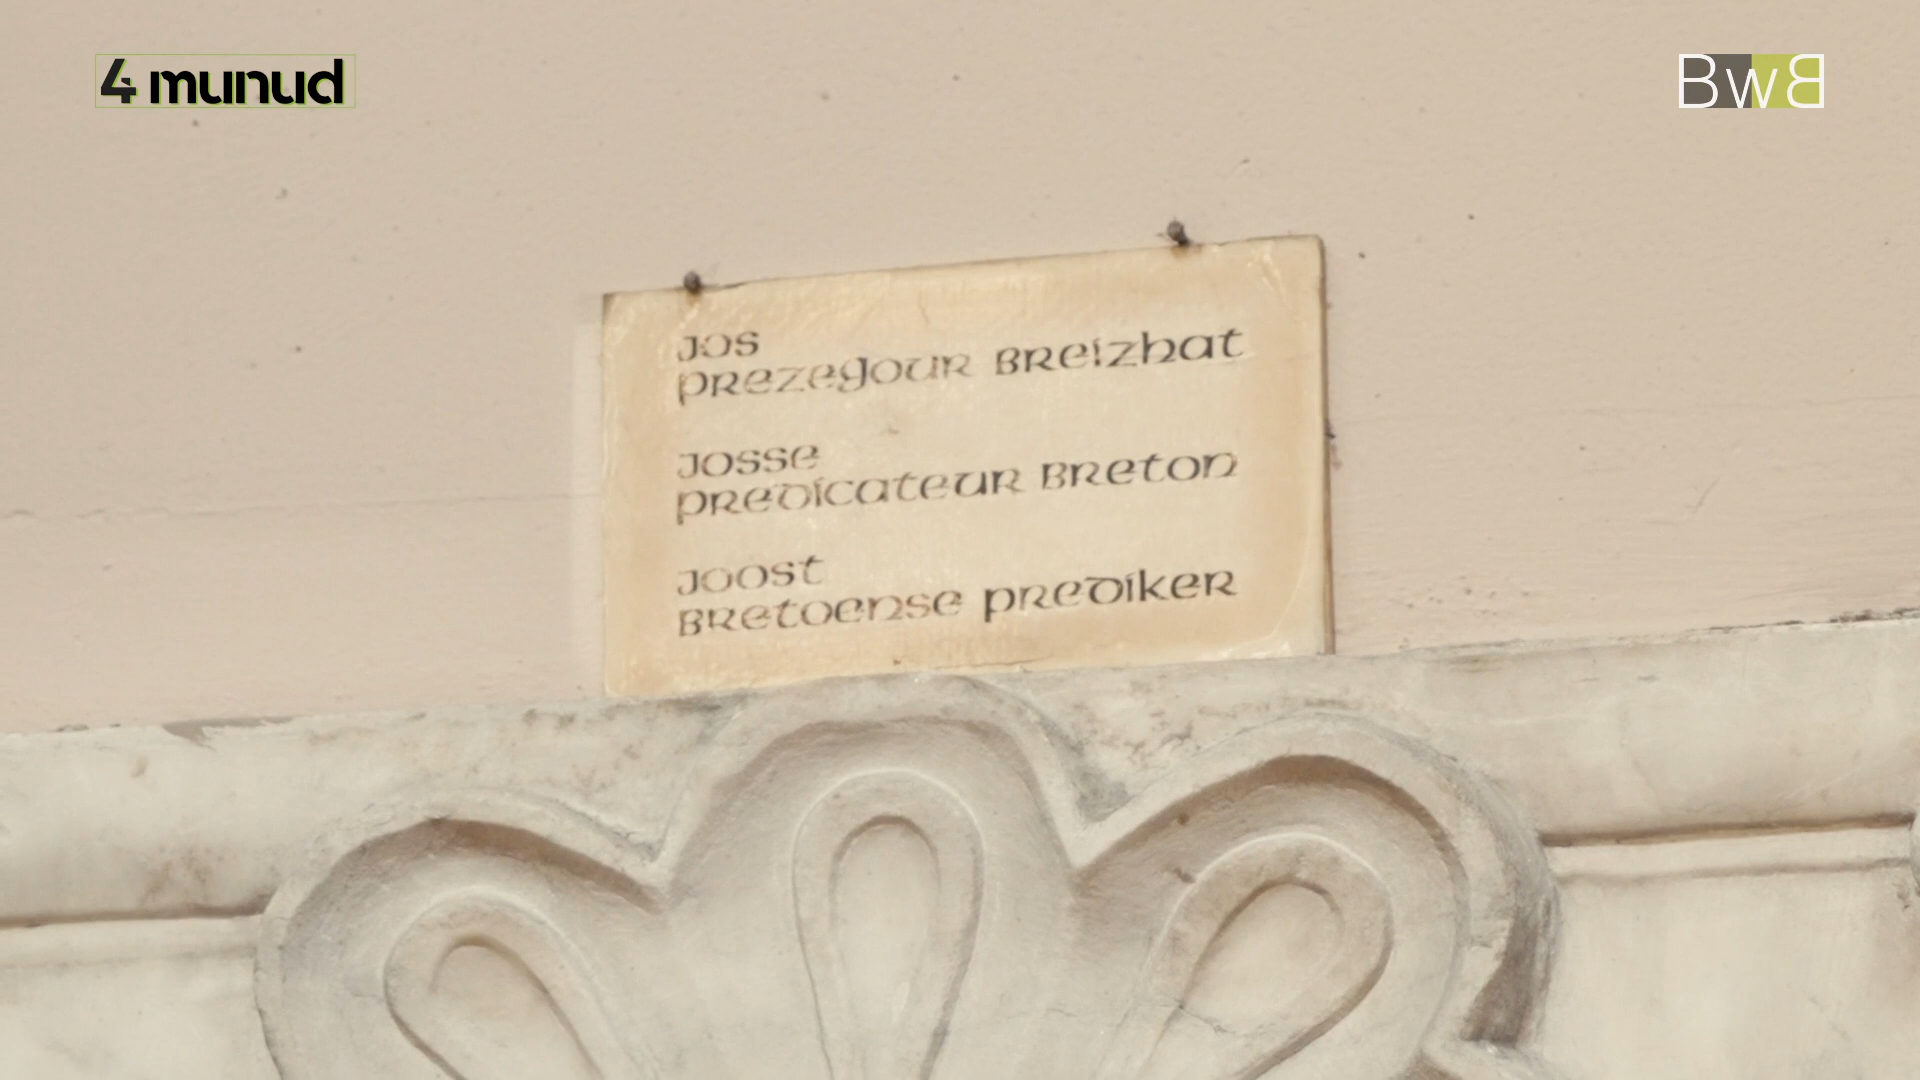 4 munud
BwB
JOS
PREZEGOUR BREIZHAT
JOSSE
PREDICATEUR BRETON
JOOST
BRETOENSE PREDIKER